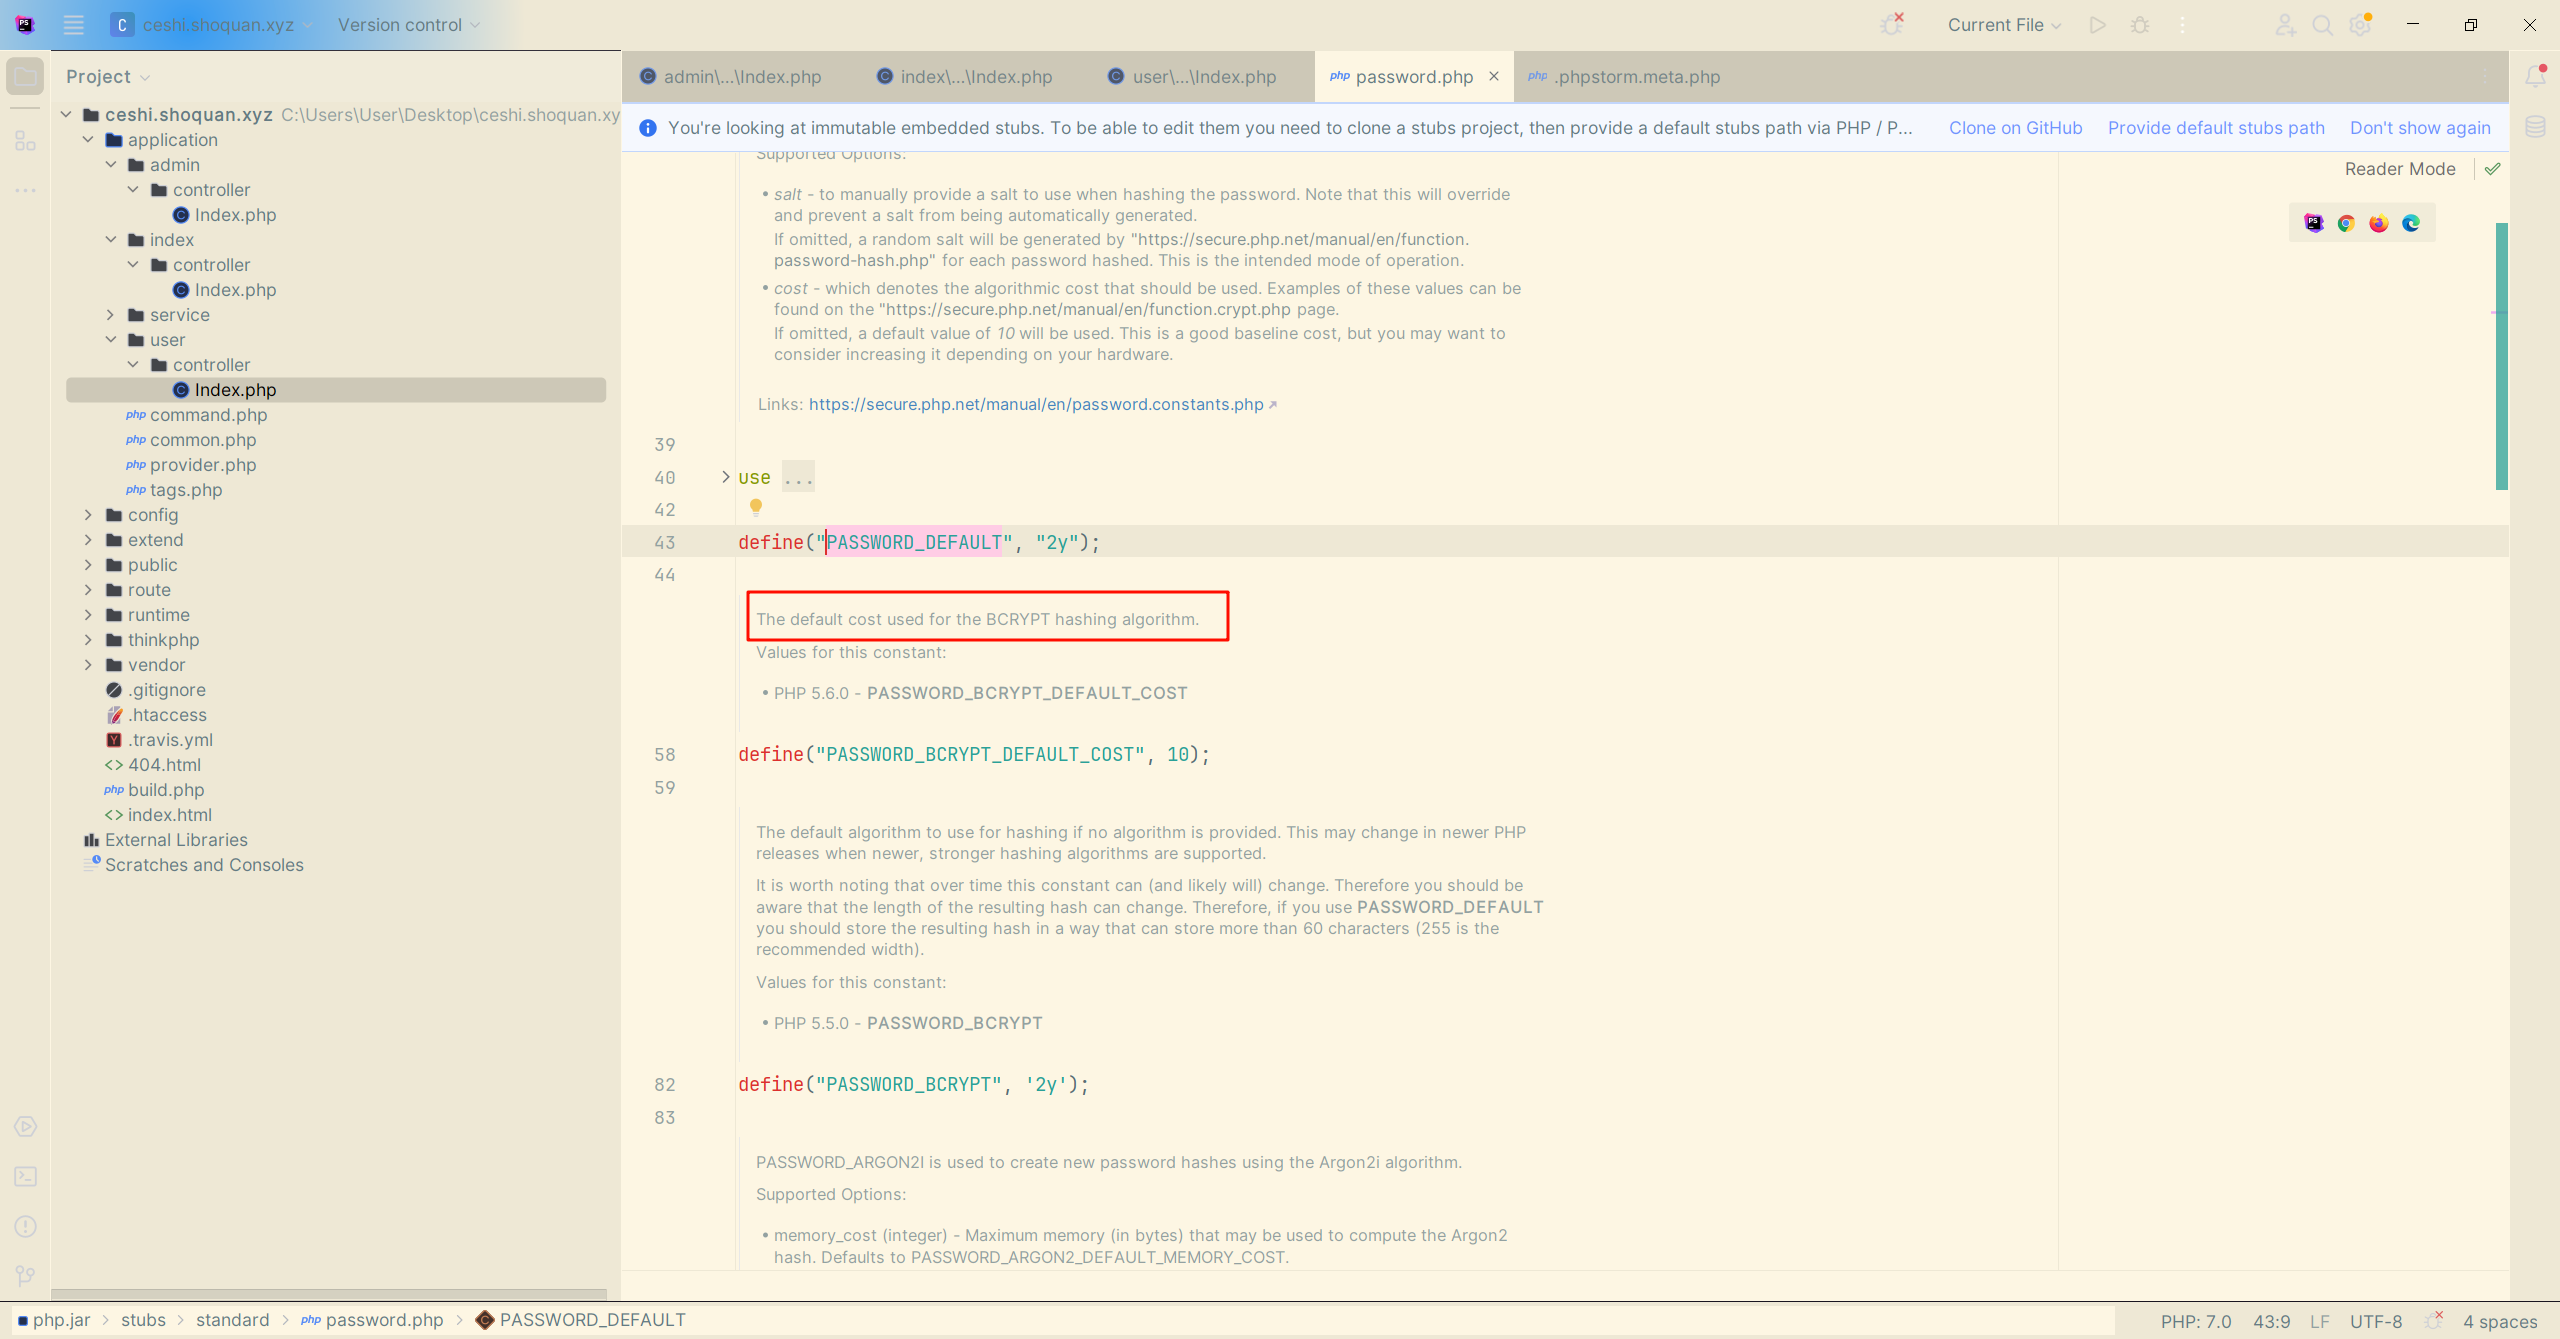 PS
C ceshi.shoquan.xyz
Version control
Current File
Project
admin\...\Index.php
index\...\Index.php
user\...\Index.php
php password.php
php .phpstorm.meta.php
ceshi.shoquan.xyz C:\Users\User\Desktop\ceshi.shoquan.xy
application
admin
controller
Index.php
index
controller
Index.php
service
user
controller
Index.php
php command.php
php common.php
php provider.php
php tags.php
config
extend
public
route
runtime
thinkphp
vendor
.gitignore
.htaccess
.travis.yml
404.html
php build.php
index.html
External Libraries
Scratches and Consoles
You're looking at immutable embedded stubs. To be able to edit them you need to clone a stubs project, then provide a default stubs path via PHP / P... Clone on GitHub Provide default stubs path Don't show again
Supported Options:
Reader Mode
• salt - to manually provide a salt to use when hashing the password. Note that this will override
and prevent a salt from being automatically generated.
If omitted, a random salt will be generated by "https://secure.php.net/manual/en/function.
password-hash.php" for each password hashed. This is the intended mode of operation.
• cost - which denotes the algorithmic cost that should be used. Examples of these values can be
found on the "https://secure.php.net/manual/en/function.crypt.php page.
If omitted, a default value of 10 will be used. This is a good baseline cost, but you may want to
consider increasing it depending on your hardware.
Links: https://secure.php.net/manual/en/password.constants.php
39
40 use ...
42
43 define("PASSWORD_DEFAULT", "2y");
44
The default cost used for the BCRYPT hashing algorithm.
Values for this constant:
• PHP 5.6.0 - PASSWORD_BCRYPT_DEFAULT_COST
58 define("PASSWORD_BCRYPT_DEFAULT_COST", 10);
59
The default algorithm to use for hashing if no algorithm is provided. This may change in newer PHP
releases when newer, stronger hashing algorithms are supported.
It is worth noting that over time this constant can (and likely will) change. Therefore you should be
aware that the length of the resulting hash can change. Therefore, if you use PASSWORD_DEFAULT
you should store the resulting hash in a way that can store more than 60 characters (255 is the
recommended width).
Values for this constant:
• PHP 5.5.0 - PASSWORD_BCRYPT
82 define("PASSWORD_BCRYPT", '2y');
83
PASSWORD_ARGON2I is used to create new password hashes using the Argon2i algorithm.
Supported Options:
• memory_cost (integer) - Maximum memory (in bytes) that may be used to compute the Argon2
hash. Defaults to PASSWORD_ARGON2_DEFAULT_MEMORY_COST.
php.jar > stubs > standard > php password.php > PASSWORD_DEFAULT
PHP: 7.0 43:9 LF UTF-8 4 spaces